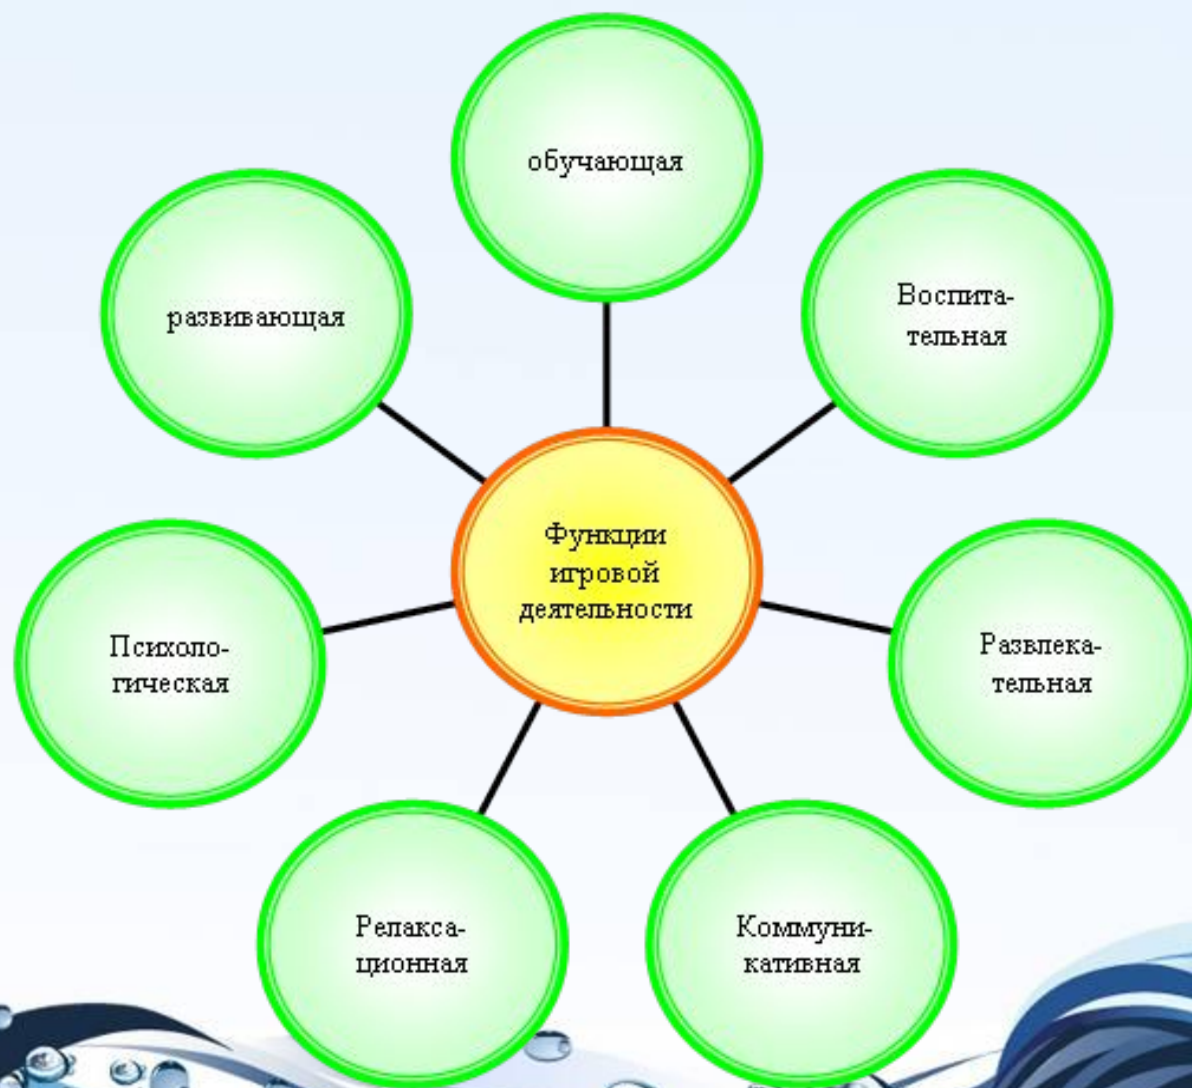 обучающая
развивающая
Воспита-
тельная
Функции
игровой
деятельности
Психоло-
гическая
Развлека-
тельная
Релакса-
ционная
Коммуни-
кативная